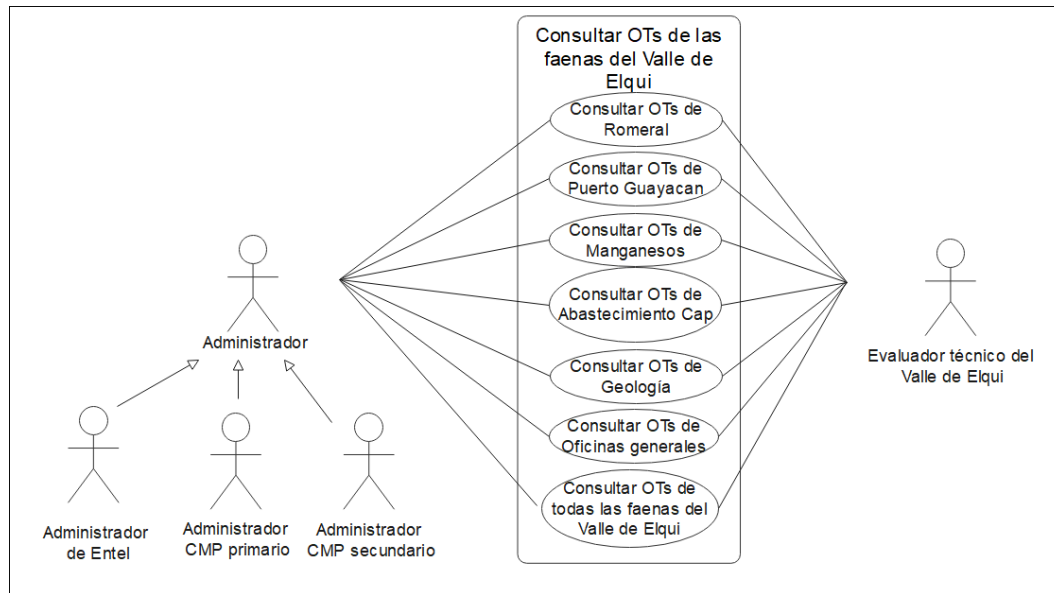 Consultar OTs de las
faenas del Valle de
Elqui
Consultar OTs de
Romeral
Consultar OTs de
Puerto Guayacan
Consultar OTs de
Manganesos
Consultar OTs de
Abastecimiento Cap
Consultar OTs de
Geología
Consultar OTs de
Oficinas generales
Consultar OTs de
todas las faenas del
Valle de Elqui
Administrador
Administrador
de Entel
Administrador
CMP primario
Administrador
CMP secundario
Evaluador técnico del
Valle de Elqui